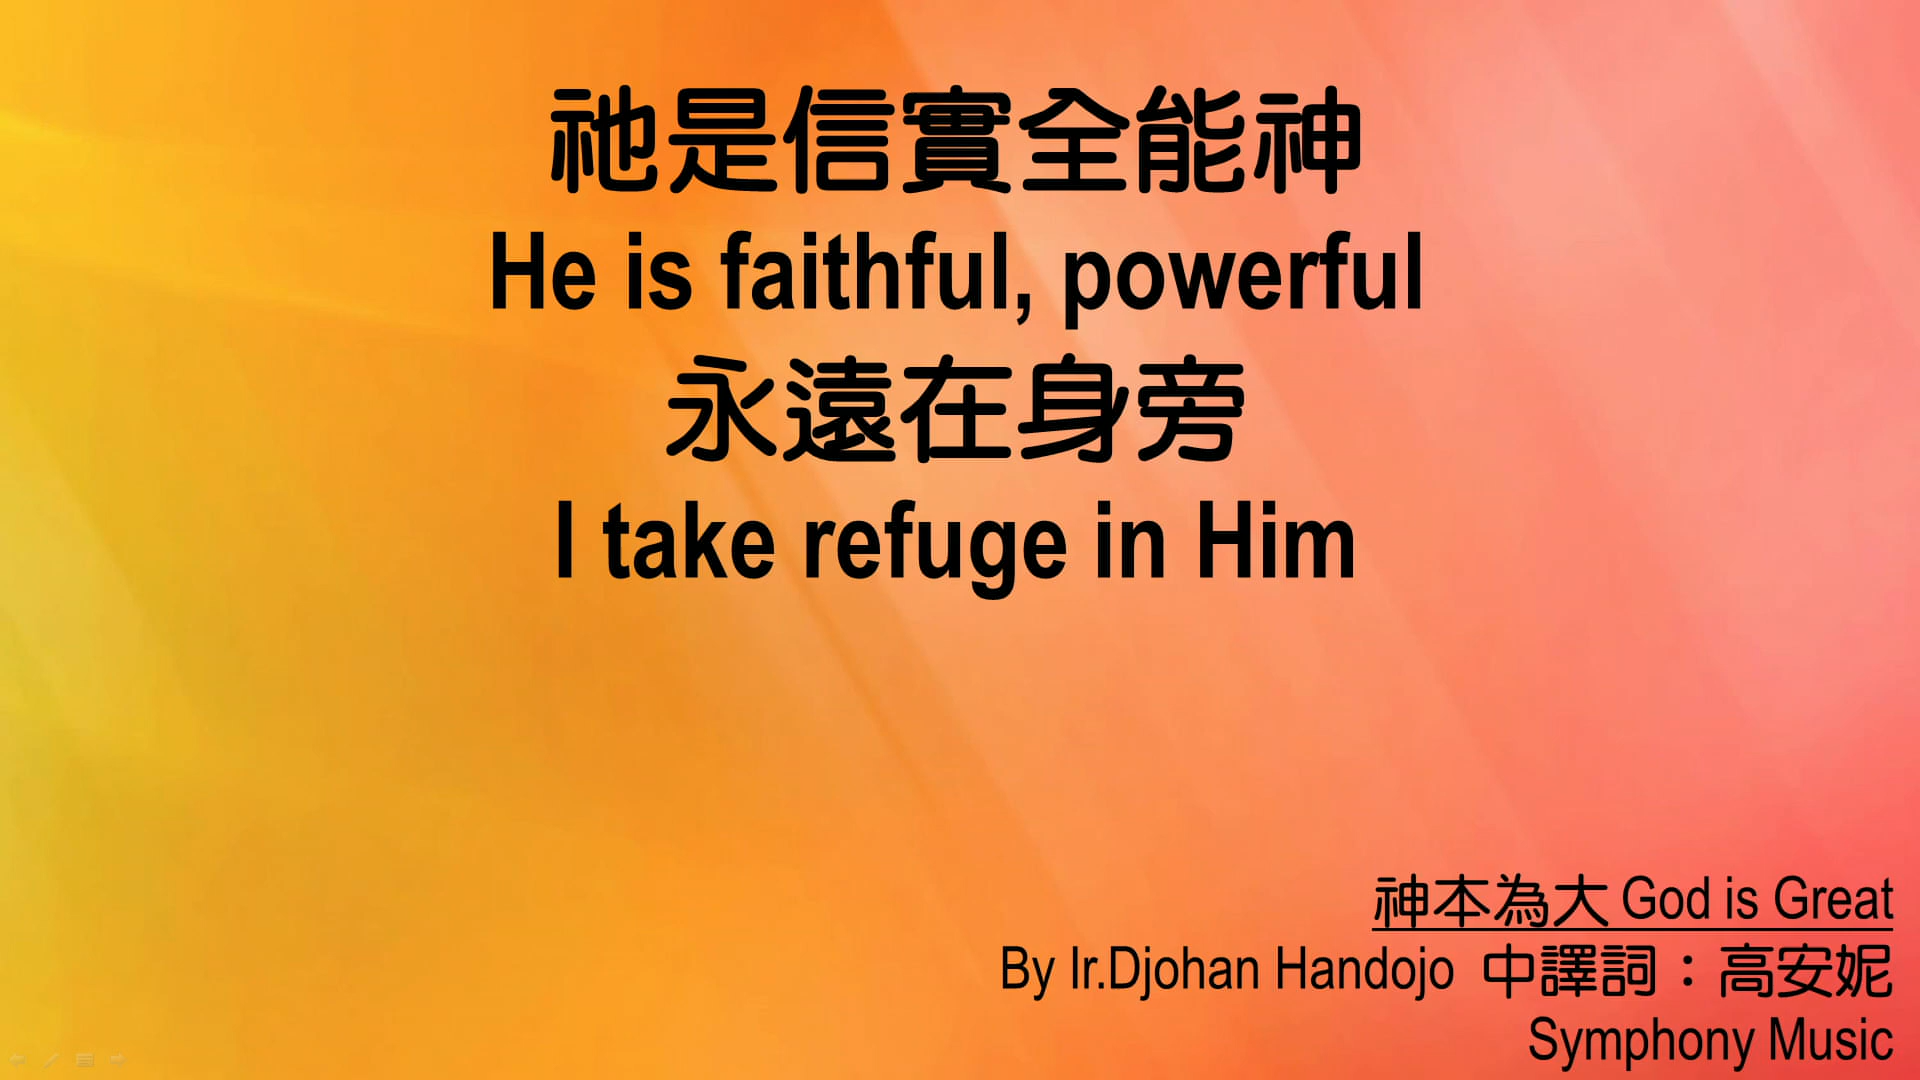 祂是信實全能神
He is faithful, powerful
永遠在身旁
I take refuge in Him
神本為大 God is Great
By Ir.Djohan Handojo 中譯詞：高安妮
Symphony Music